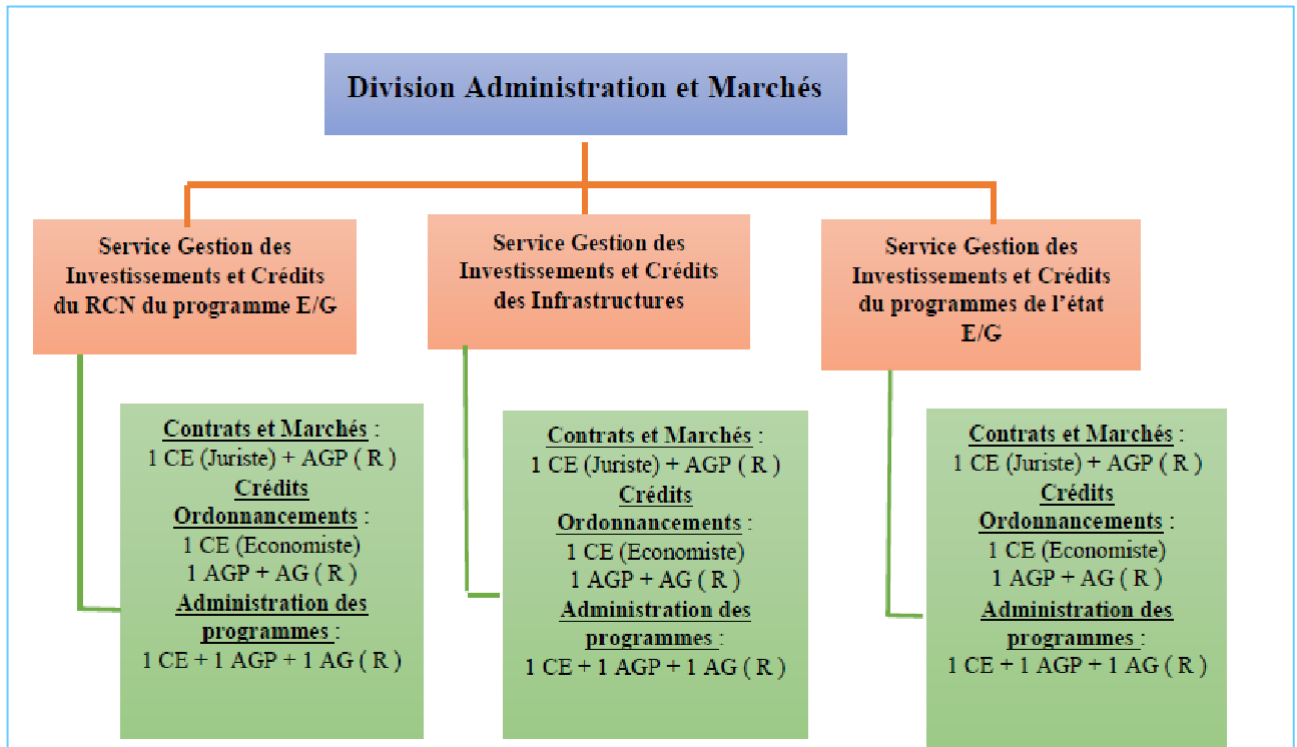 Division Administration et Marchés
Service Gestion des
Investissements et Crédits
du RCN du programme E/G
Service Gestion des
Investissements et Crédits
des Infrastructures
Service Gestion des
Investissements et Crédits
du programmes de l’état
E/G
Contrats et Marchés :
1 CE (Juriste) + AGP ( R )
Crédits
Ordonnancements :
1 CE (Economiste)
1 AGP + AG ( R )
Administration des
programmes :
1 CE + 1 AGP + 1 AG ( R )
Contrats et Marchés :
1 CE (Juriste) + AGP ( R )
Crédits
Ordonnancements :
1 CE (Economiste)
1 AGP + AG ( R )
Administration des
programmes :
1 CE + 1 AGP + 1 AG ( R )
Contrats et Marchés :
1 CE (Juriste) + AGP ( R )
Crédits
Ordonnancements :
1 CE (Economiste)
1 AGP + AG ( R )
Administration des
programmes :
1 CE + 1 AGP + 1 AG ( R )